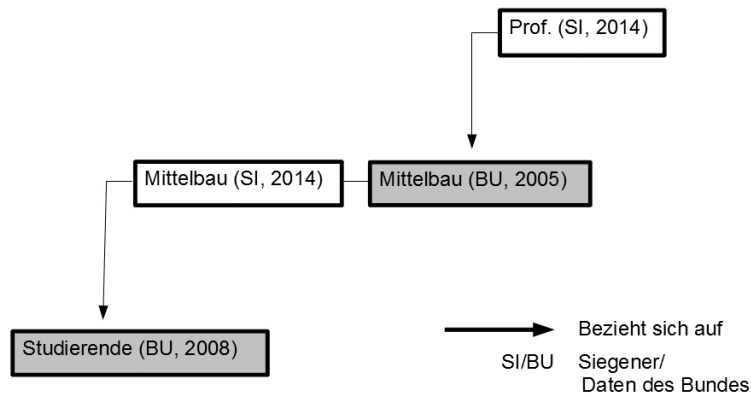 Prof. (SI, 2014)
Mittelbau (SI, 2014)
Mittelbau (BU, 2005)
Studierende (BU, 2008)
Bezieht sich auf
SI/BU Siegener/
Daten des Bundes